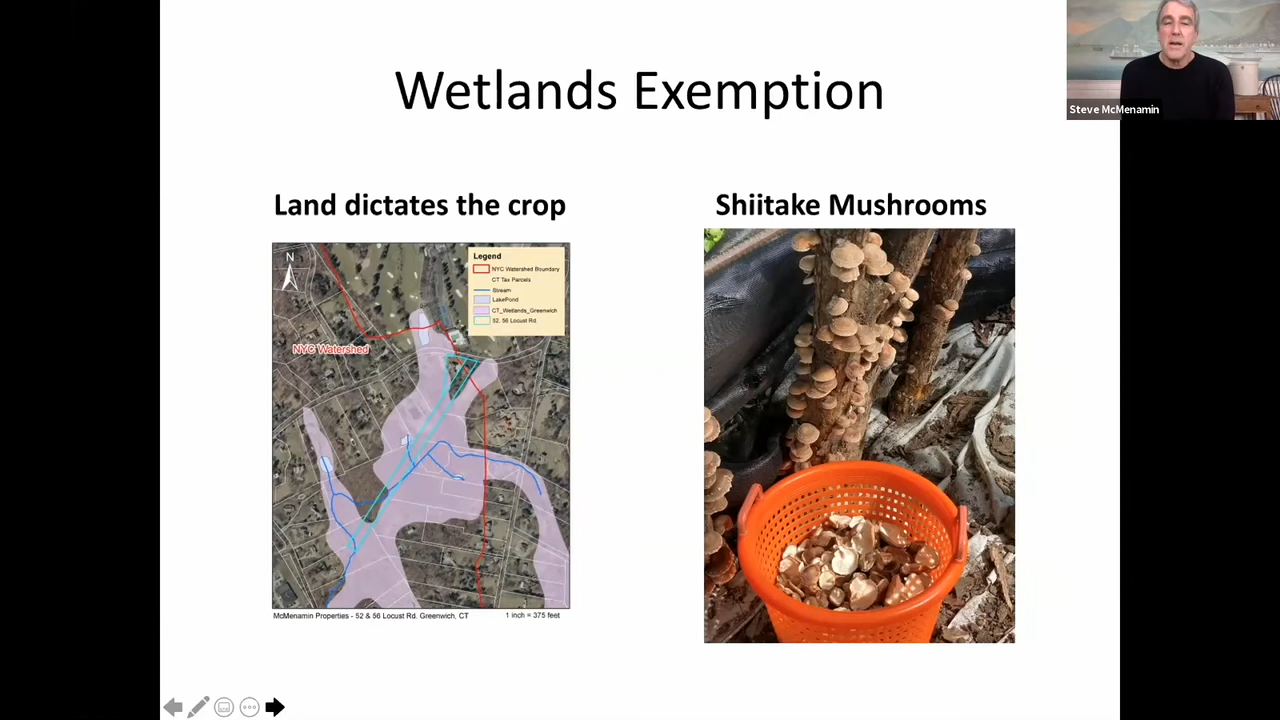 Wetlands Exemption
Steve McMenamin
Land dictates the crop
Shiitake Mushrooms
N
Legend
NYC Watershed Boundary
CT Tax Parcels
Stream
LakePond
CT_Wetlands_Greenwich
52, 56 Locust Rd.
NYC Watershed
McMenamin Properties - 52 & 56 Locust Rd. Greenwich, CT
1 inch = 375 feet